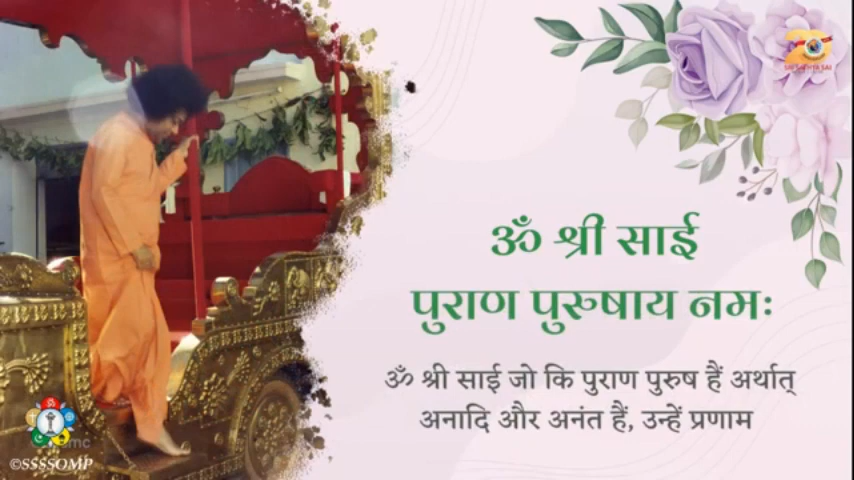 ॐ श्री साई
पुराण पुरुषाय नमः
ॐ श्री साई जो कि पुराण पुरुष हैं अर्थात्
अनादि और अनंत हैं, उन्हें प्रणाम
©SSSSOMP